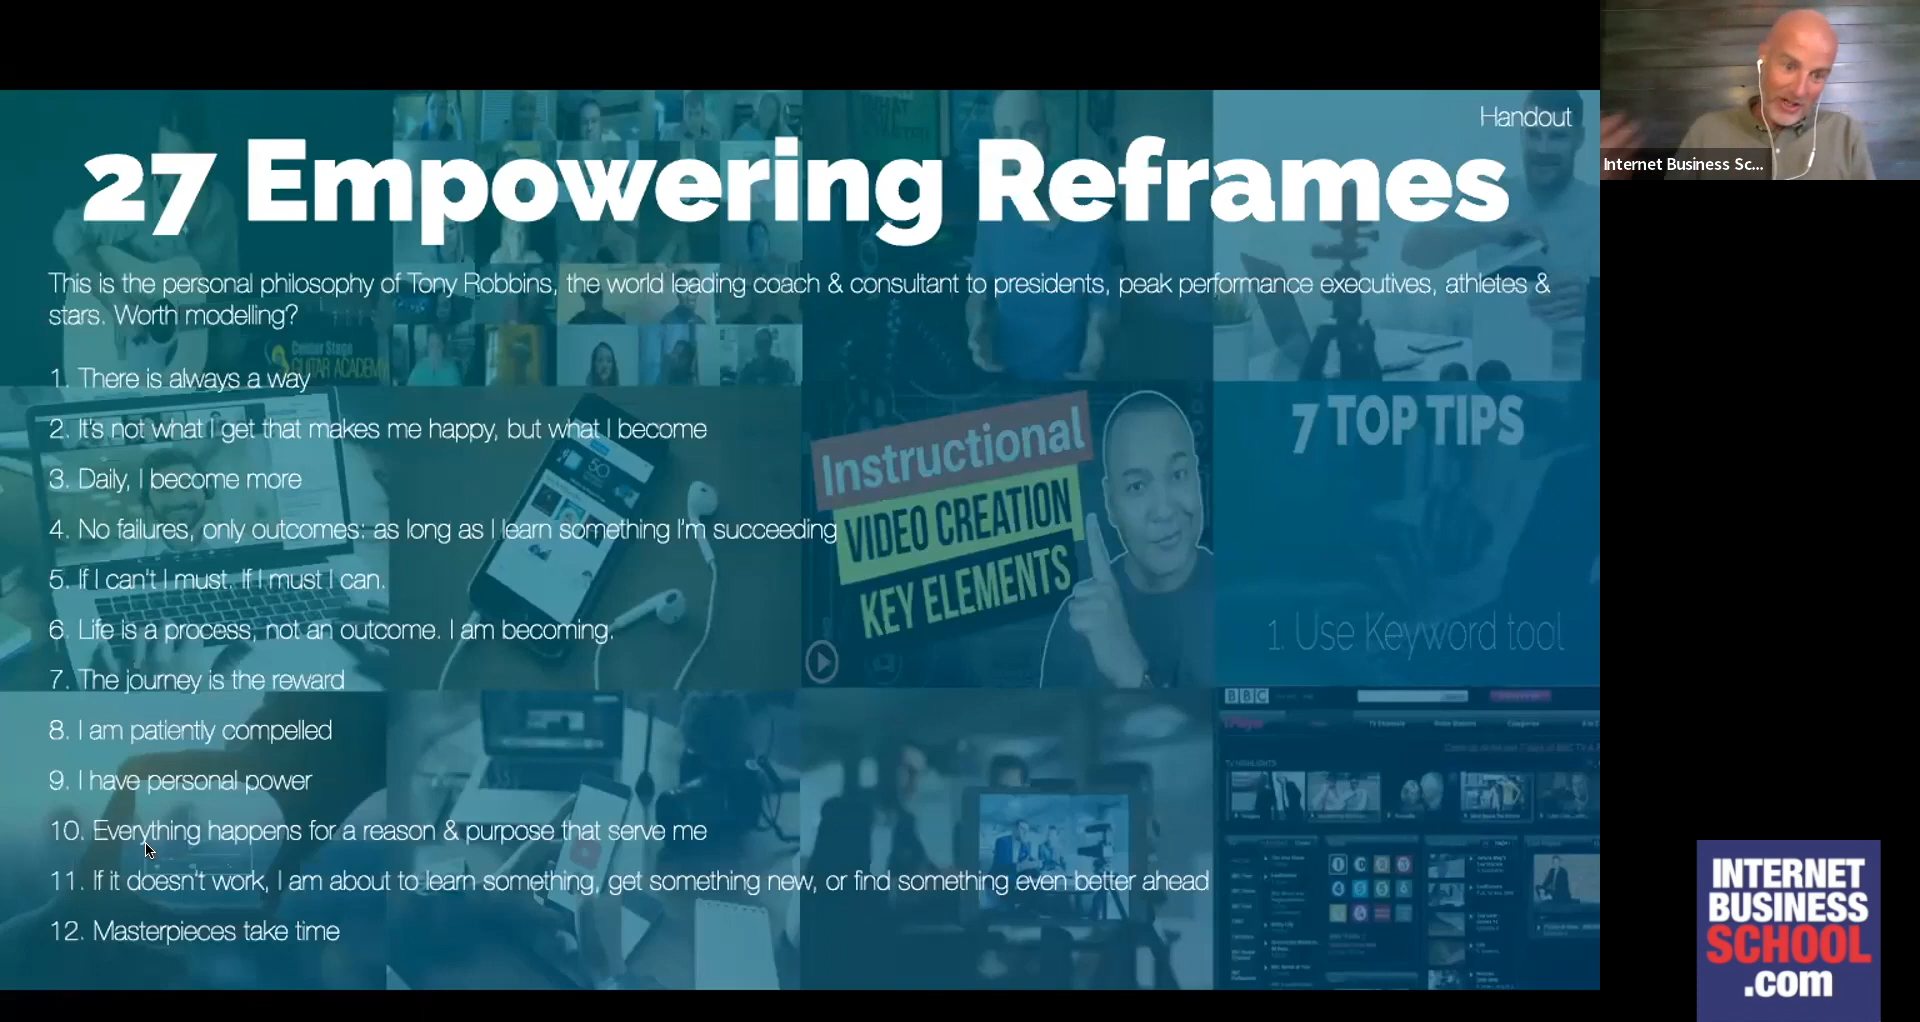 Handout
27 Empowering Reframes
This is the personal philosophy of Tony Robbins, the world leading coach & consultant to presidents, peak performance executives, athletes &
stars. Worth modelling?
1. There is always a way
2. It's not what I get that makes me happy, but what I become
3. Daily, I become more
4. No failures, only outcomes: as long as I learn something I'm succeeding
5. If I can't I must. If I must I can.
6. Life is a process, not an outcome. I am becoming.
7. The journey is the reward
8. I am patiently compelled
9. I have personal power
10. Everything happens for a reason & purpose that serve me
11. If it doesn't work, I am about to learn something, get something new, or find something even better ahead
12. Masterpieces take time
Center Stage
GUITAR ACADEMY
Instructional
VIDEO CREATION
KEY ELEMENTS
7 TOP TIPS
1. Use Keyword tool
BBC
iPlayer
TV HIGHLIGHTS
Internet Business Sc...
INTERNET
BUSINESS
SCHOOL
.com